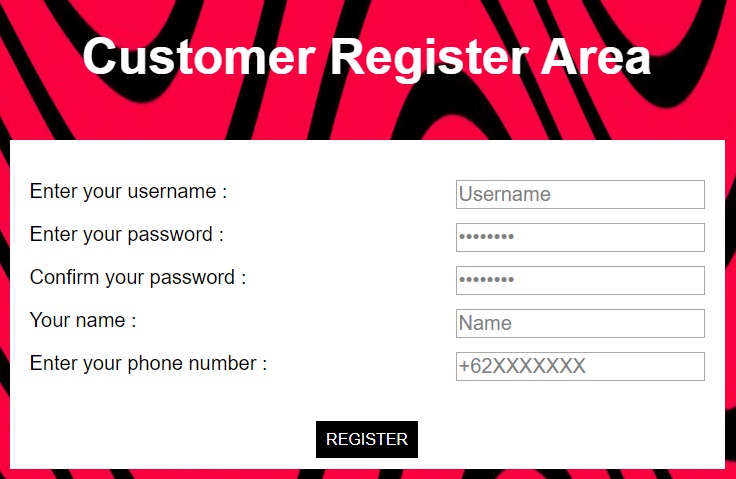 Customer Register Area
Enter your username :
Username
Enter your password :
••••••••
Confirm your password :
••••••••
Your name :
Name
Enter your phone number :
+62XXXXXXX
REGISTER